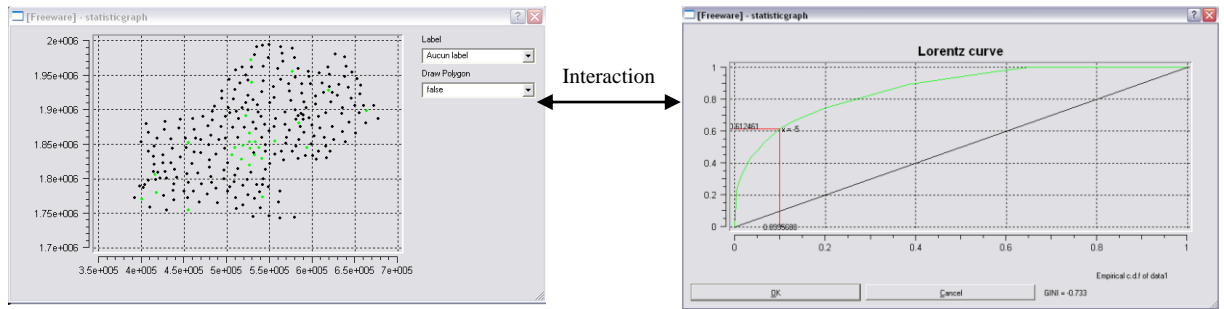 [Freeware] - statisticgraph
2e+006
1.95e+006
1.9e+006
1.85e+006
1.8e+006
1.75e+006
1.7e+006
3.5e+005 4e+005 4.5e+005 5e+005 5.5e+005 6e+005 6.5e+005 7e+005
Label
Aucun label
Draw Polygon
false
Interaction
[Freeware] - statisticgraph
Lorentz curve
1
0.8
0.6
0.4
0.2
0
0.612461
x = -5
0 0.2 0.4 0.6 0.8 1
Empirical c.d.f of data1
OK Cancel GINI = -0.733